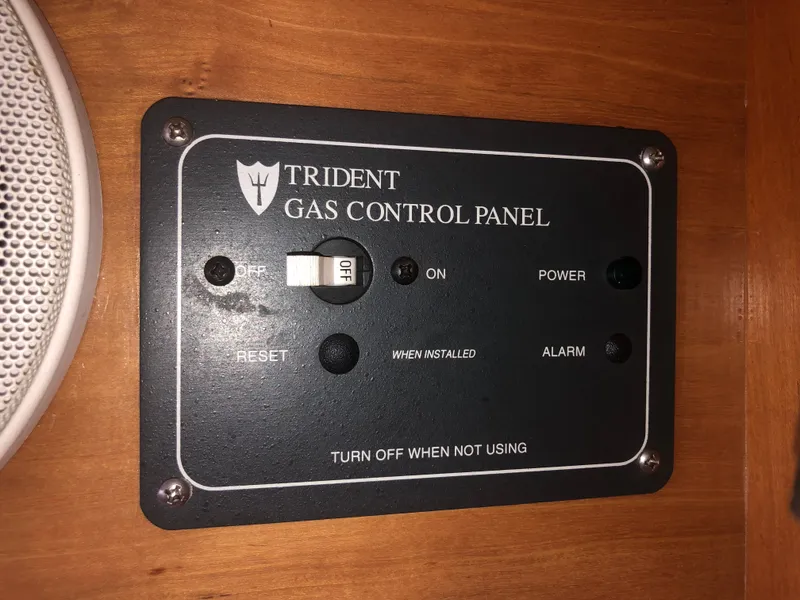 TRIDENT
GAS CONTROL PANEL
OFF
OFF
ON
POWER
RESET
WHEN INSTALLED
ALARM
TURN OFF WHEN NOT USING